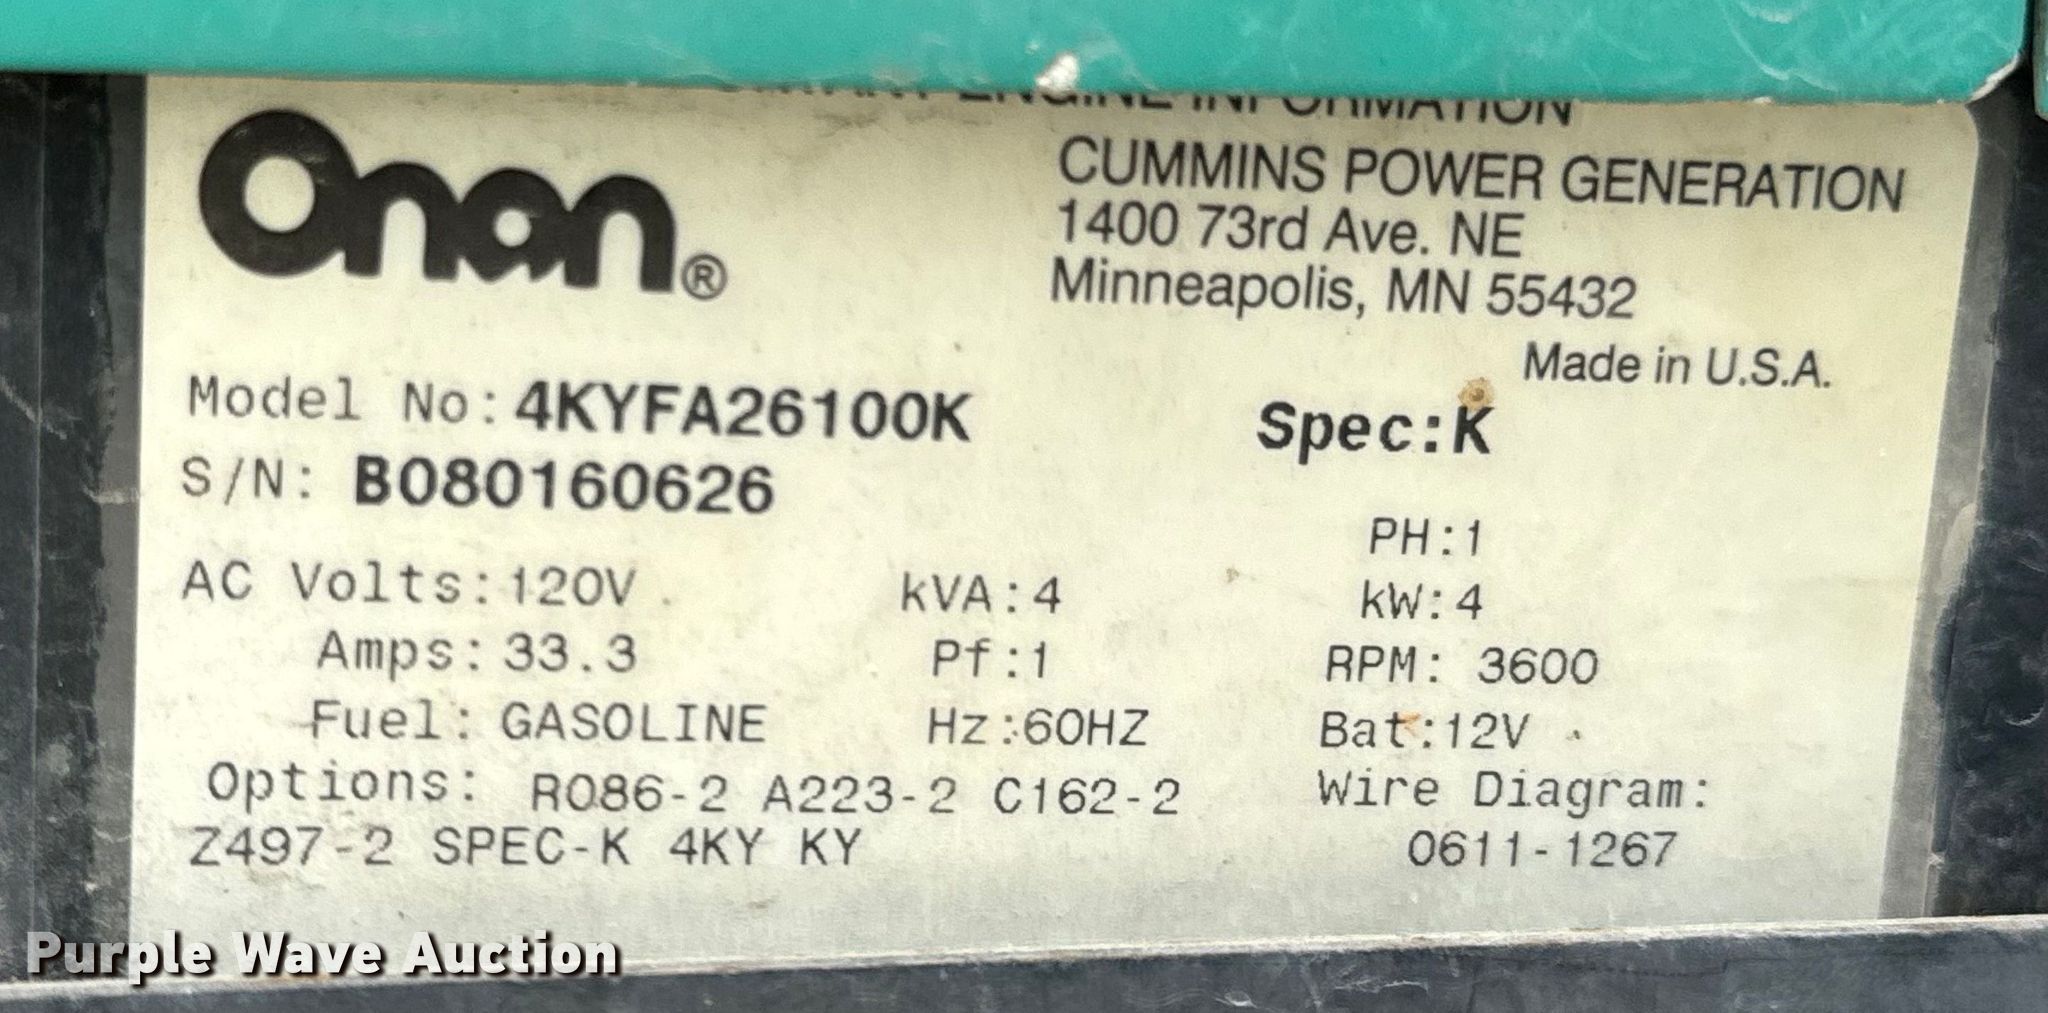 ENGINE INFORMATION
Onan®
CUMMINS POWER GENERATION
1400 73rd Ave. NE
Minneapolis, MN 55432
Made in U.S.A.
Model No: 4KYFA26100K
Spec:K
S/N: B080160626
PH:1
AC Volts:120V
kVA:4
kW:4
Amps:33.3
Pf:1
RPM: 3600
Fuel: GASOLINE
Hz:60HZ
Bat:12V
Options: R086-2 A223-2 C162-2
Wire Diagram:
Z497-2 SPEC-K 4KY KY
0611-1267
Purple Wave Auction